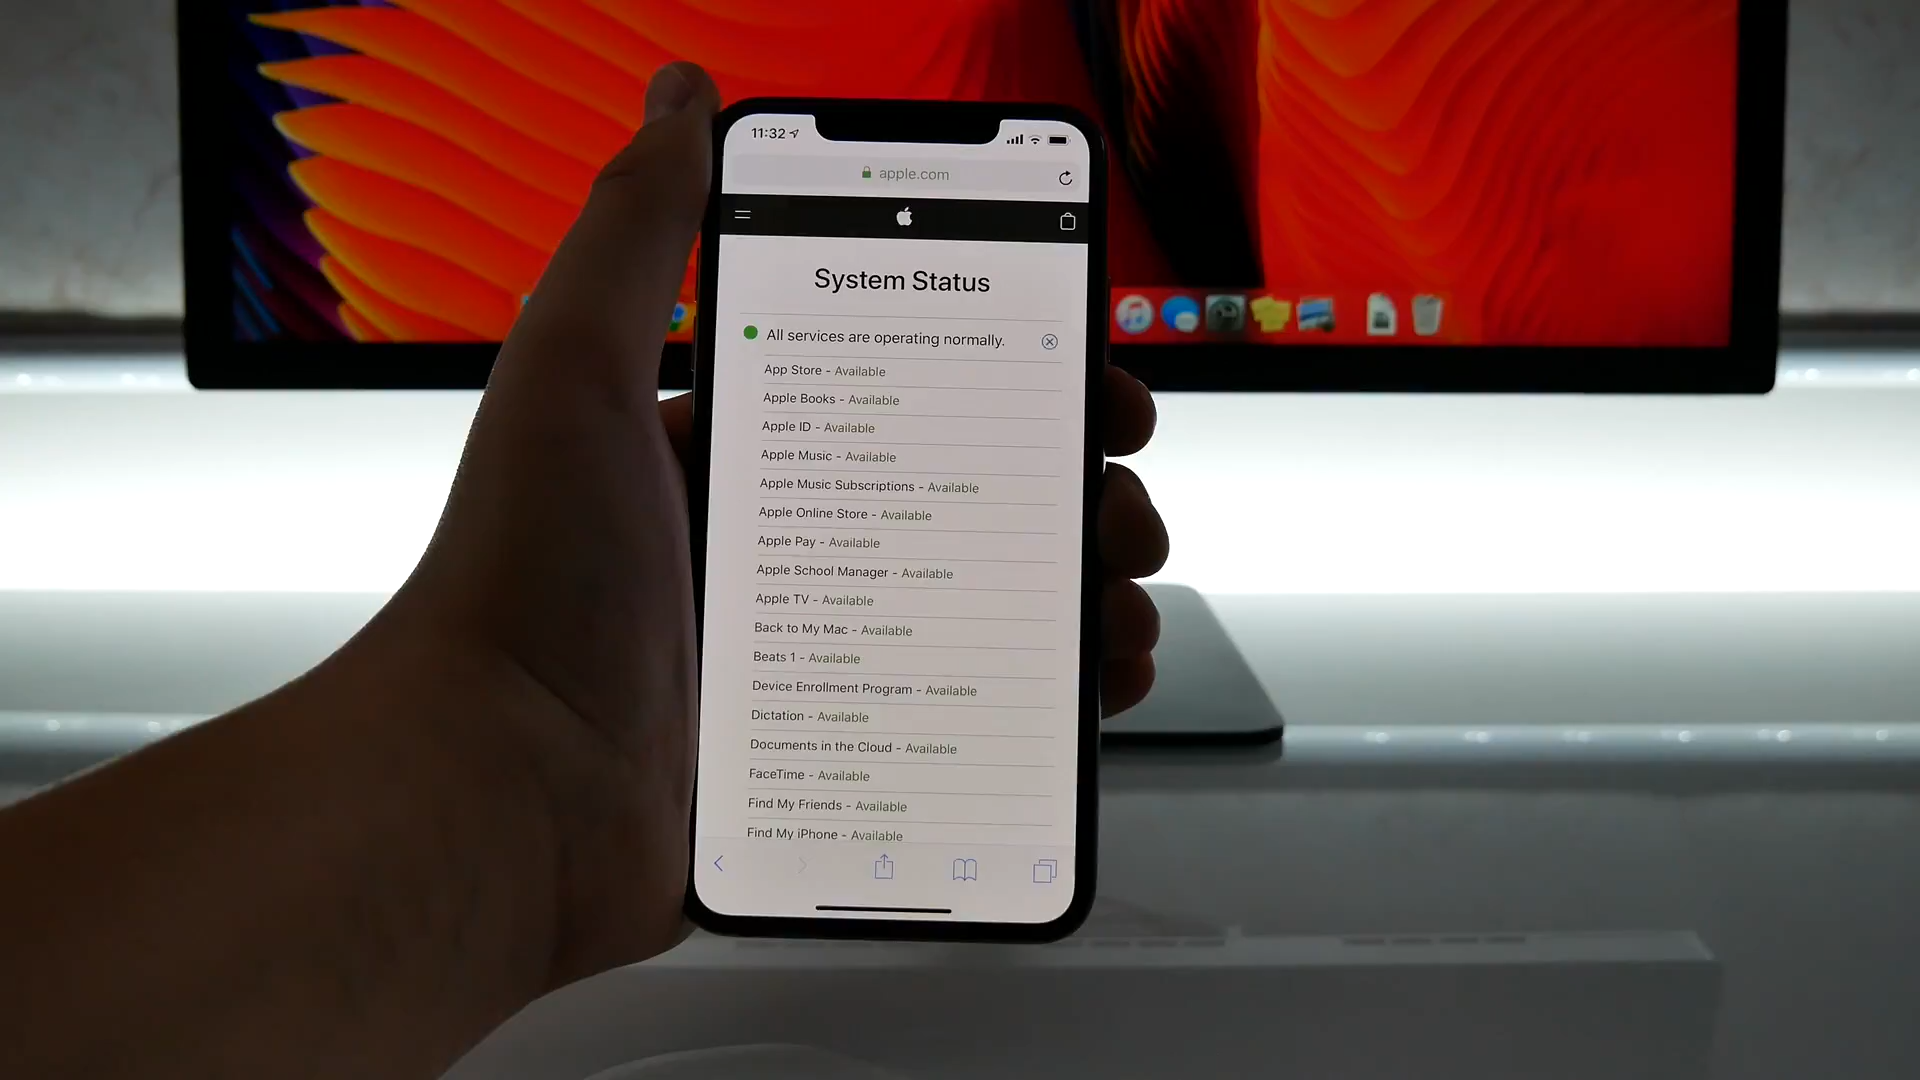 11:32
apple.com
System Status
All services are operating normally.
App Store - Available
Apple Books - Available
Apple ID - Available
Apple Music - Available
Apple Music Subscriptions - Available
Apple Online Store - Available
Apple Pay - Available
Apple School Manager - Available
Apple TV - Available
Back to My Mac - Available
Beats 1 - Available
Device Enrollment Program - Available
Dictation - Available
Documents in the Cloud - Available
FaceTime - Available
Find My Friends - Available
Find My iPhone - Available